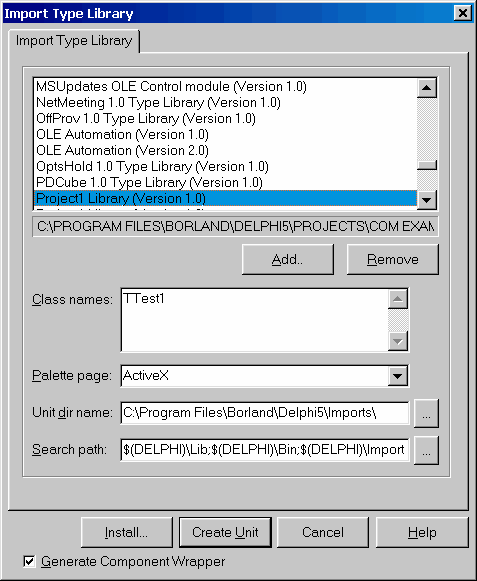 Import Type Library
Import Type Library
MSUpdates OLE Control module (Version 1.0)
NetMeeting 1.0 Type Library (Version 1.0)
OffProv 1.0 Type Library (Version 1.0)
OLE Automation (Version 1.0)
OLE Automation (Version 2.0)
OptsHold 1.0 Type Library (Version 1.0)
PDCube 1.0 Type Library (Version 1.0)
Project1 Library (Version 1.0)
C:\PROGRAM FILES\BORLAND\DELPHI5\PROJECTS\COM EXAM
Add..
Remove
Class names:
TTest1
Palette page:
ActiveX
Unit dir name:
C:\Program Files\Borland\Delphi5\Imports\
...
Search path:
$(DELPHI)\Lib;$(DELPHI)\Bin;$(DELPHI)\Import
...
Install...
Create Unit
Cancel
Help
Generate Component Wrapper